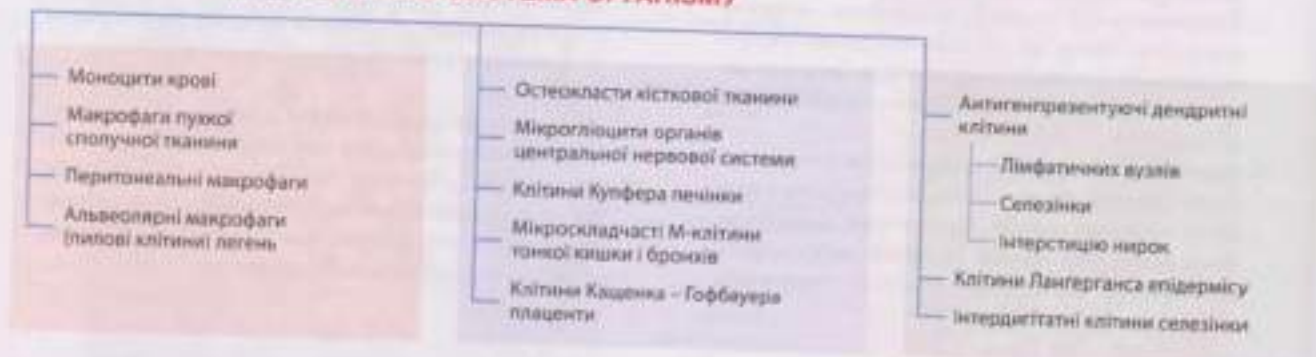 Моноцити крові
Макрофаги пухкої
сполучної тканини
Перитонеальні макрофаги
Альвеолярні макрофаги
(пилові клітини) легень
Остеокласти кісткової тканини
Мікрогліоцити органів
центральної нервової системи
Клітини Купфера печінки
Мікроскладчасті М-клітини
тонкої кишки і бронхів
Клітини Кащенка – Гофбауера
плаценти
Антигенпрезентуючі дендритні
клітини
Лімфатичних вузлів
Селезінки
Інтерстицію нирок
Клітини Лангерганса епідермісу
Інтердигітатні клітини селезінки